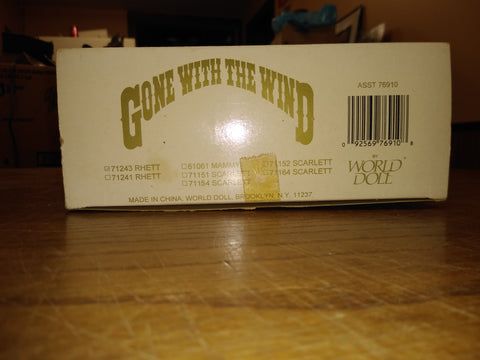 GONE WITH THE WIND
ASST 76910
0 92569 76910 8
71243 RHETT
71241 RHETT
61061 MAMMY
71151 SCARLETT
71154 SCARLETT
71152 SCARLETT
71164 SCARLETT
BY
WORLD
DOLL
MADE IN CHINA, WORLD DOLL, BROOKLYN, N.Y. 11237